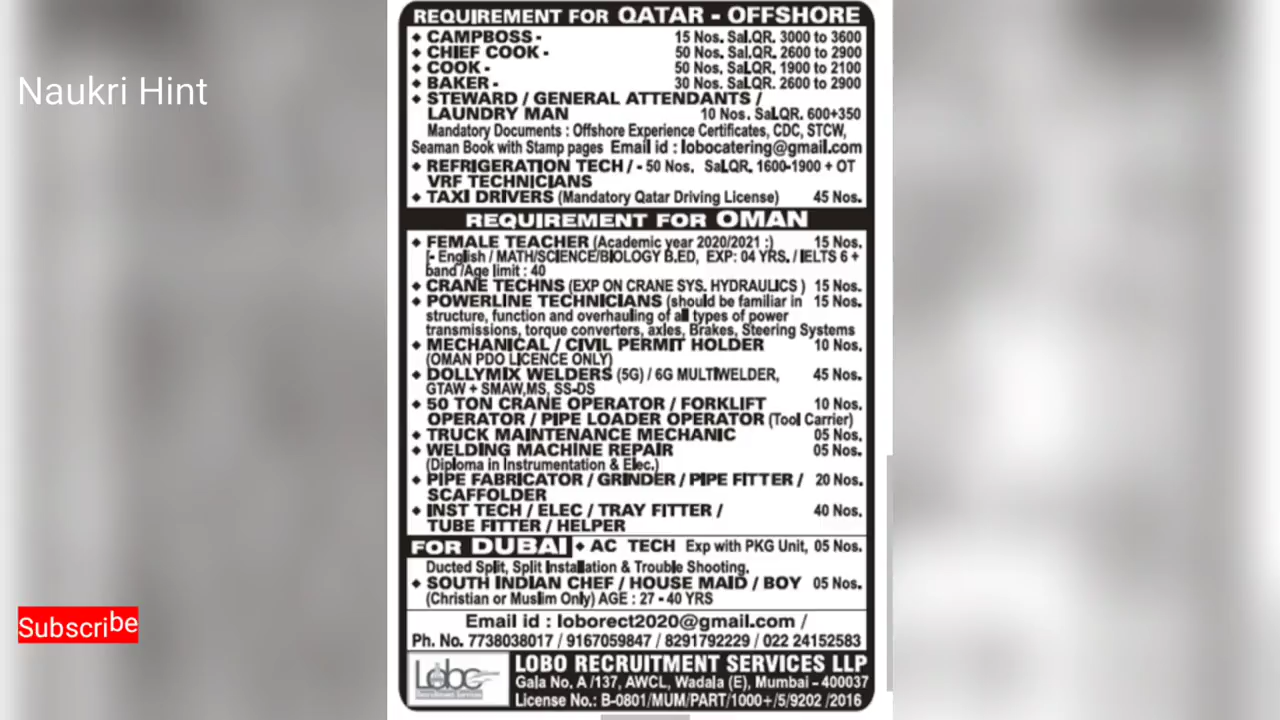 Naukri Hint
REQUIREMENT FOR QATAR - OFFSHORE
◆ CAMPBOSS - 15 Nos. Sal.QR. 3000 to 3600
◆ CHIEF COOK - 50 Nos. Sal.QR. 2600 to 2900
◆ COOK - 50 Nos. Sal.QR. 1900 to 2100
◆ BAKER - 30 Nos. Sal.QR. 2600 to 2900
◆ STEWARD / GENERAL ATTENDANTS /
LAUNDRY MAN 10 Nos. Sal.QR. 600+350
Mandatory Documents : Offshore Experience Certificates, CDC, STCW,
Seaman Book with Stamp pages Email id : lobocatering@gmail.com
◆ REFRIGERATION TECH / - 50 Nos. Sal.QR. 1600-1900 + OT
VRF TECHNICIANS
◆ TAXI DRIVERS (Mandatory Qatar Driving License) 45 Nos.
REQUIREMENT FOR OMAN
◆ FEMALE TEACHER (Academic year 2020/2021 :) 15 Nos.
[- English / MATH/SCIENCE/BIOLOGY B.ED, EXP: 04 YRS. / IELTS 6 +
band /Age limit : 40
◆ CRANE TECHNS (EXP ON CRANE SYS. HYDRAULICS ) 15 Nos.
◆ POWERLINE TECHNICIANS (should be familiar in 15 Nos.
structure, function and overhauling of all types of power
transmissions, torque converters, axles, Brakes, Steering Systems
◆ MECHANICAL / CIVIL PERMIT HOLDER 10 Nos.
(OMAN PDO LICENCE ONLY)
◆ DOLLYMIX WELDERS (5G) / 6G MULTIWELDER, 45 Nos.
GTAW + SMAW,MS, SS-DS
◆ 50 TON CRANE OPERATOR / FORKLIFT 10 Nos.
OPERATOR / PIPE LOADER OPERATOR (Tool Carrier)
◆ TRUCK MAINTENANCE MECHANIC 05 Nos.
◆ WELDING MACHINE REPAIR 05 Nos.
(Diploma in Instrumentation & Elec.)
◆ PIPE FABRICATOR / GRINDER / PIPE FITTER / 20 Nos.
SCAFFOLDER
◆ INST TECH / ELEC / TRAY FITTER / 40 Nos.
TUBE FITTER / HELPER
FOR DUBAI ◆ AC TECH Exp with PKG Unit, 05 Nos.
Ducted Split, Split Installation & Trouble Shooting.
◆ SOUTH INDIAN CHEF / HOUSE MAID / BOY 05 Nos.
(Christian or Muslim Only) AGE : 27 - 40 YRS
Subscribe
Email id : loborect2020@gmail.com /
Ph. No. 7738038017 / 9167059847 / 8291792229 / 022 24152583
Lobo
Recruitment Services
LOBO RECRUITMENT SERVICES LLP
Gala No. A /137, AWCL, Wadala (E), Mumbai - 400037
License No.: B-0801/MUM/PART/1000+/5/9202 /2016